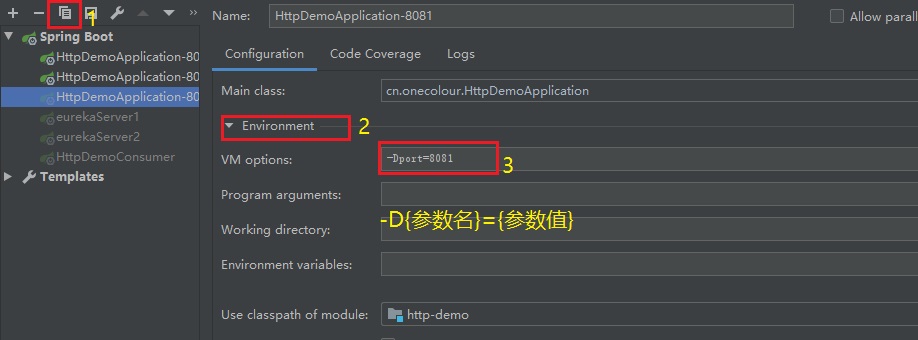 1
Name: HttpDemoApplication-8081
Allow paral
Spring Boot
HttpDemoApplication-80
HttpDemoApplication-80
HttpDemoApplication-80
eurekaServer1
eurekaServer2
HttpDemoConsumer
Templates
Configuration Code Coverage Logs
Main class: cn.onecolour.HttpDemoApplication
Environment 2
VM options: -Dport=8081 3
Program arguments:
-D{参数名}={参数值}
Working directory:
Environment variables:
Use classpath of module: http-demo